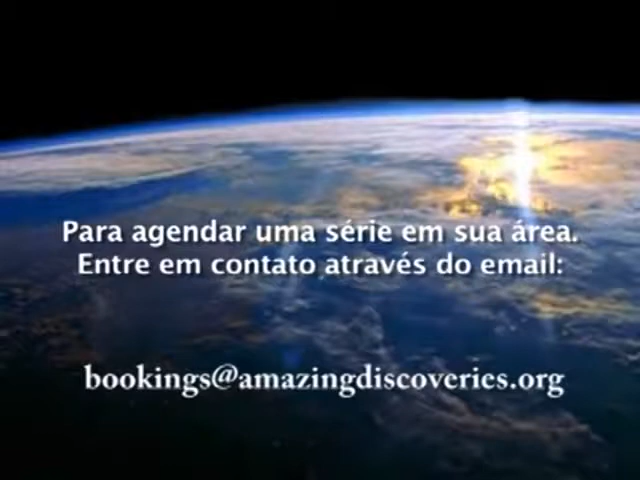 Para agendar uma série em sua área.
Entre em contato através do email:
bookings@amazingdiscoveries.org